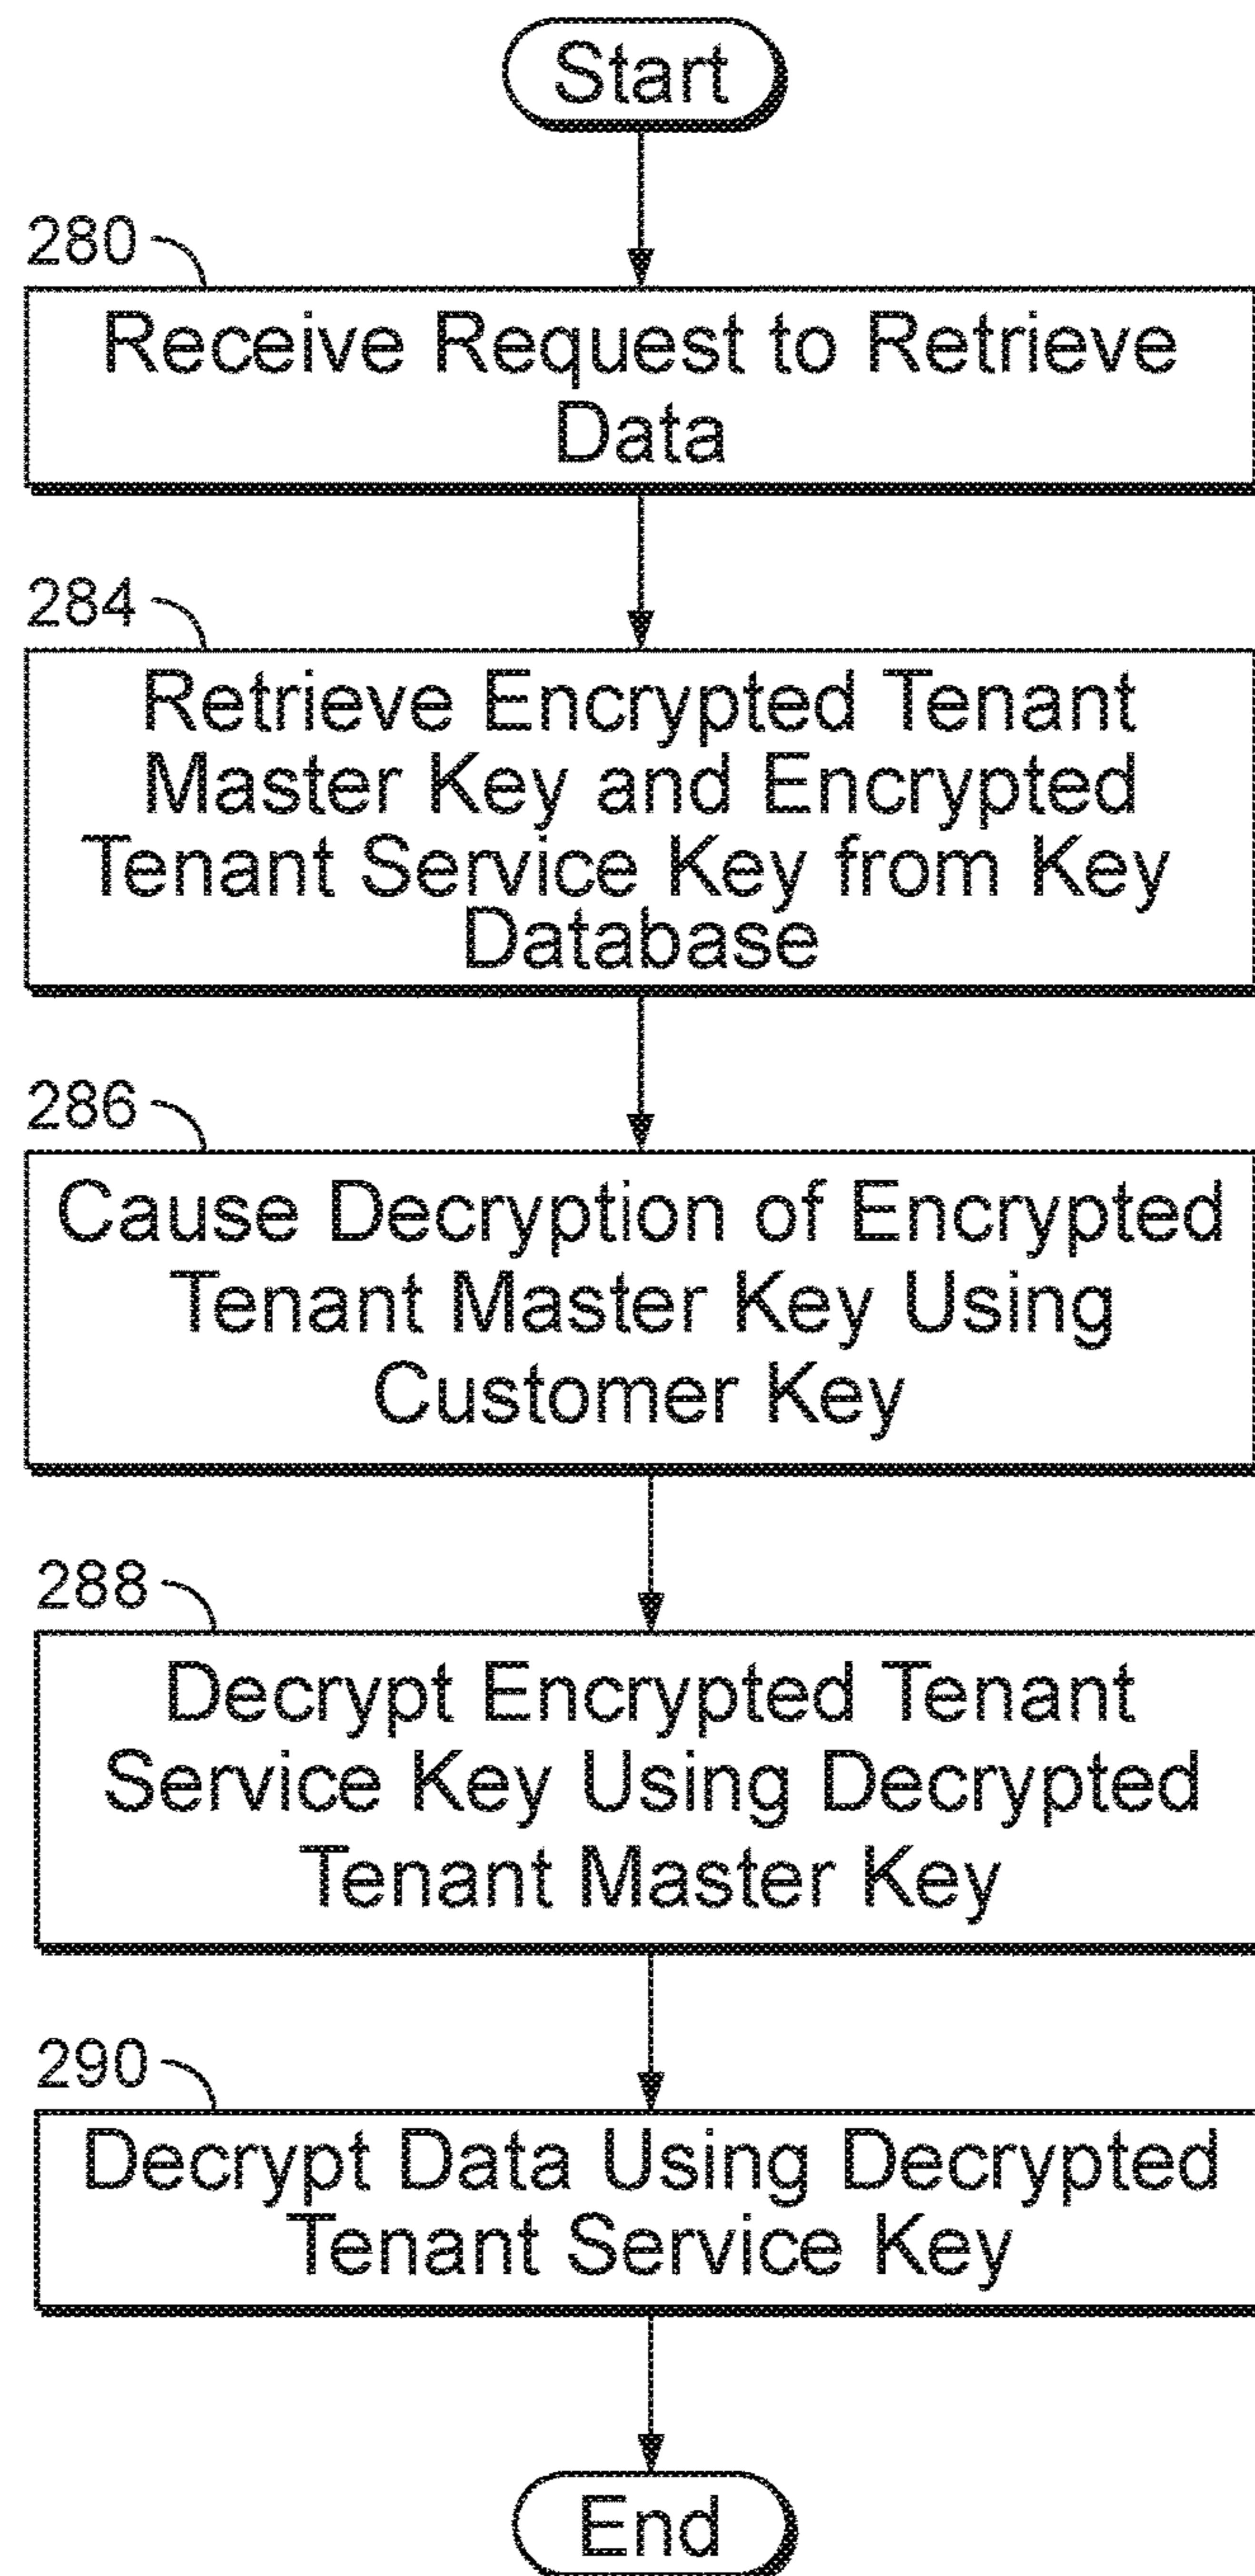 Start
280
Receive Request to Retrieve
Data
284
Retrieve Encrypted Tenant
Master Key and Encrypted
Tenant Service Key from Key
Database
286
Cause Decryption of Encrypted
Tenant Master Key Using
Customer Key
288
Decrypt Encrypted Tenant
Service Key Using Decrypted
Tenant Master Key
290
Decrypt Data Using Decrypted
Tenant Service Key
End